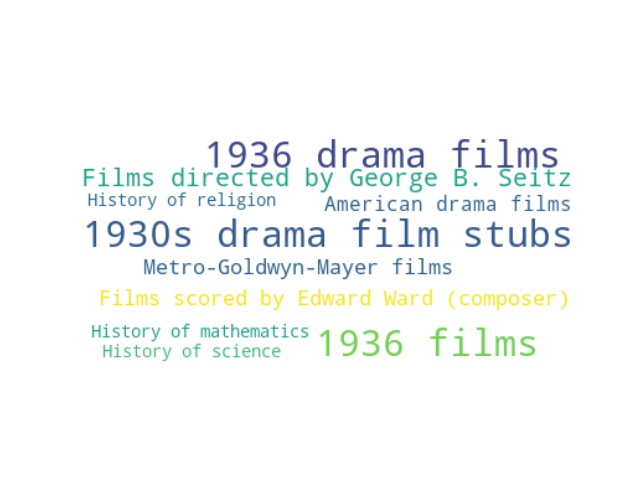 1936 drama films
Films directed by George B. Seitz
History of religion
American drama films
1930s drama film stubs
Metro-Goldwyn-Mayer films
Films scored by Edward Ward (composer)
History of mathematics
1936 films
History of science